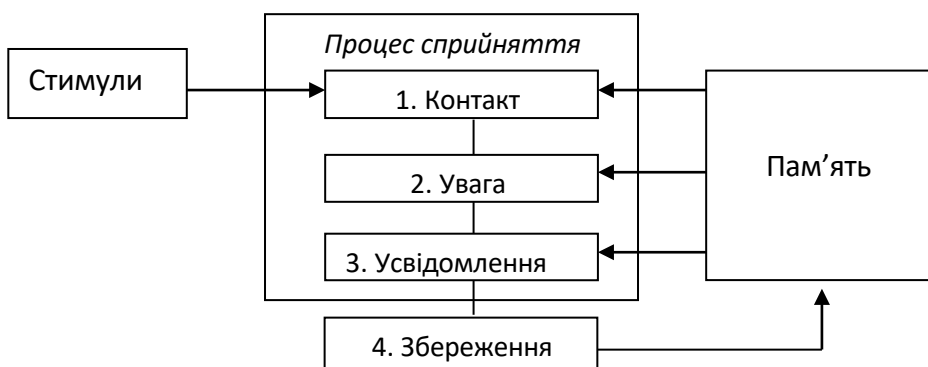 Процес сприйняття
Стимули
1. Контакт
2. Увага
3. Усвідомлення
4. Збереження
Пам’ять